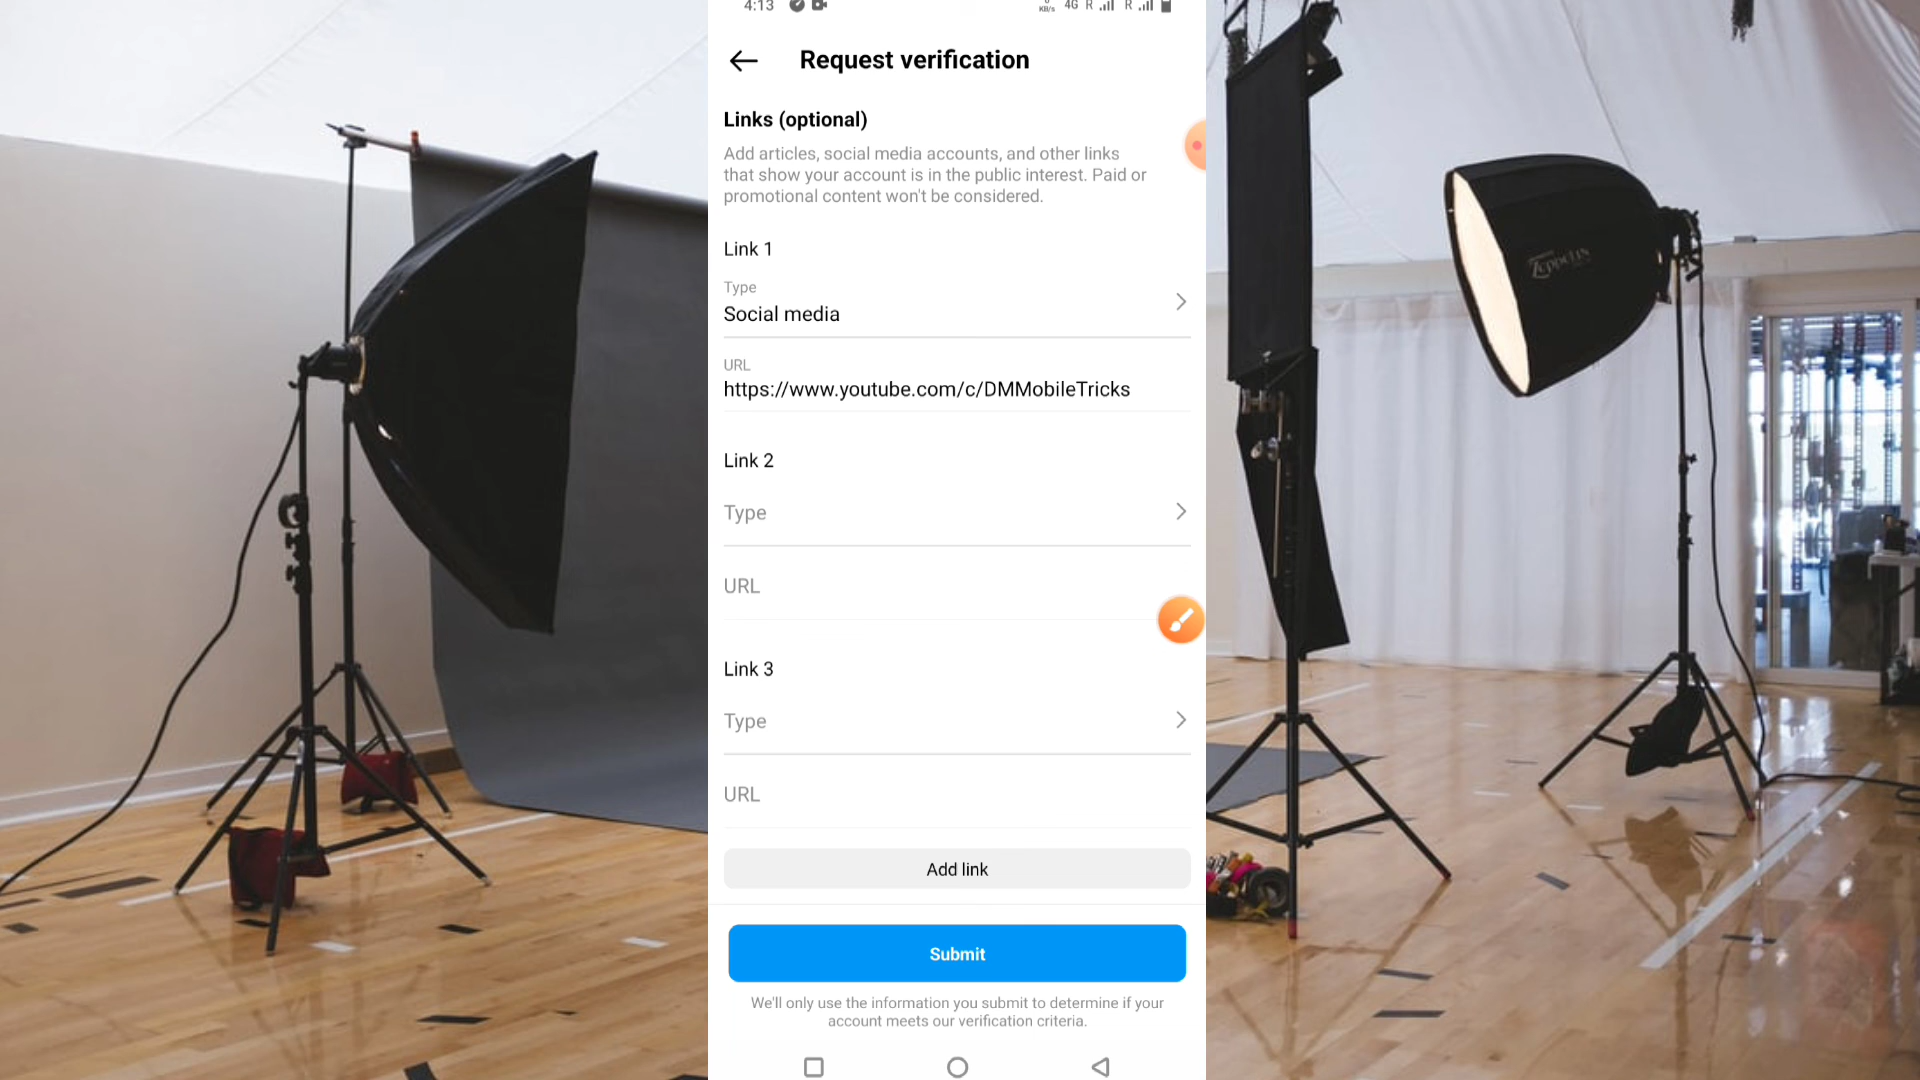 4:13
0
KB/s 4G R R
Request verification
Links (optional)
Add articles, social media accounts, and other links
that show your account is in the public interest. Paid or
promotional content won't be considered.
Link 1
Type
Social media
URL
https://www.youtube.com/c/DMMobileTricks
Link 2
Type
URL
Link 3
Type
URL
Add link
Submit
We'll only use the information you submit to determine if your
account meets our verification criteria.
Zeppelin